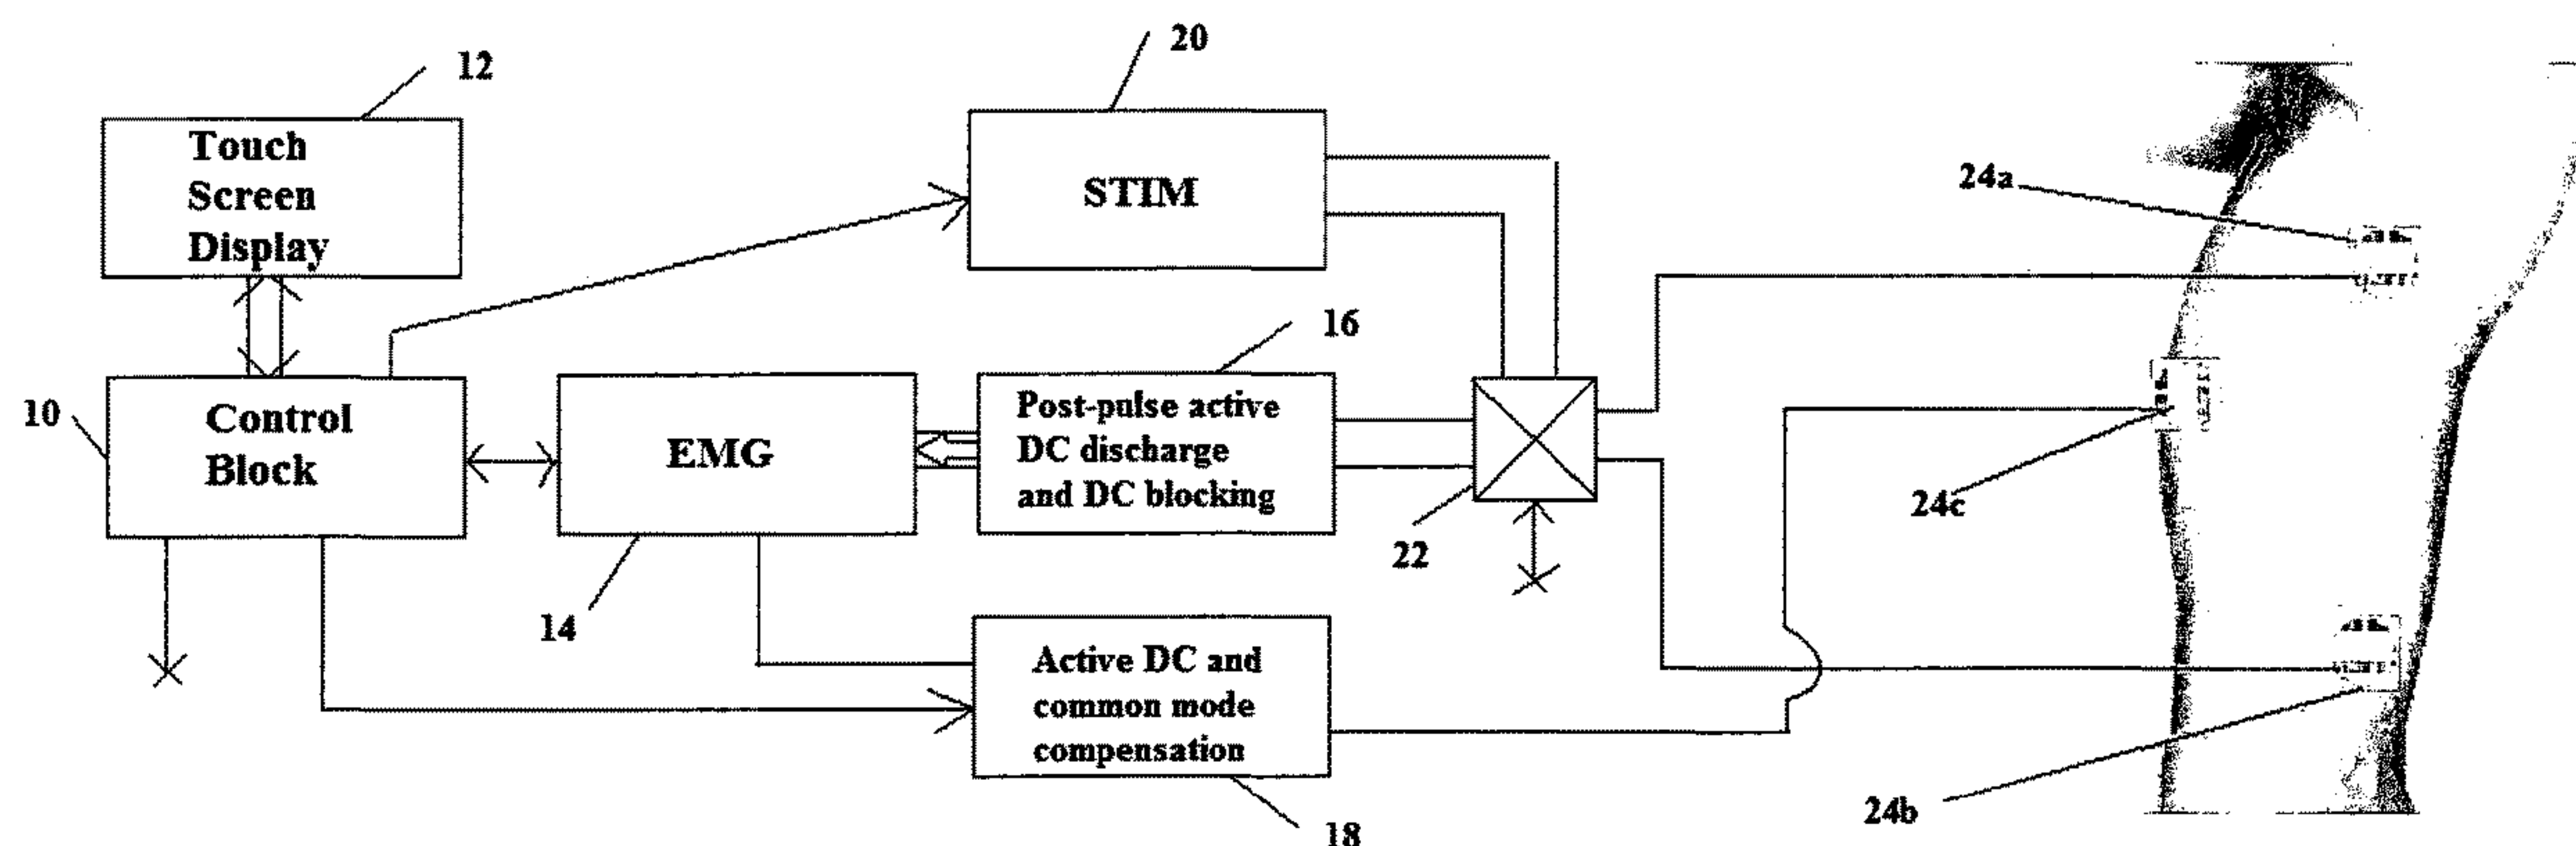 20
12
Touch
Screen
Display
STIM
24a
16
10
Control
Block
EMG
Post-pulse active
DC discharge
and DC blocking
24c
22
14
Active DC and
common mode
compensation
24b
18